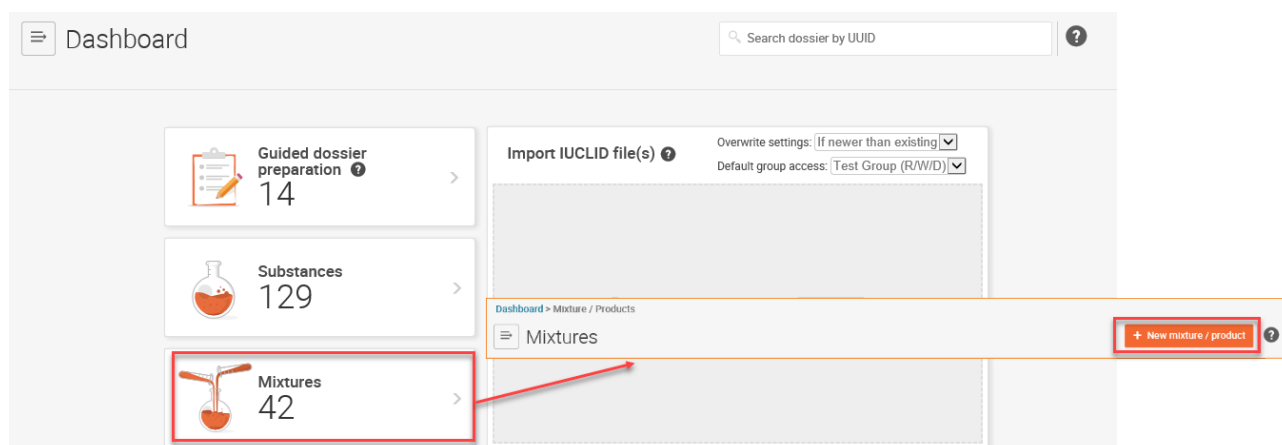 Dashboard
Search dossier by UUID
?
Guided dossier
preparation ?
14
Import IUCLID file(s) ?
Overwrite settings: If newer than existing
Default group access: Test Group (R/W/D)
Substances
129
Dashboard > Mixture / Products
Mixtures
+ New mixture / product
?
Mixtures
42